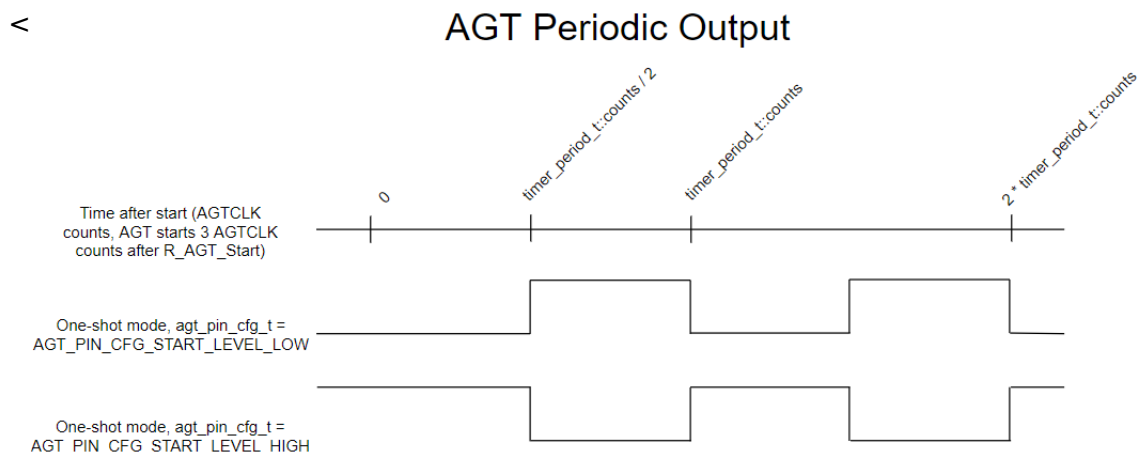 <
AGT Periodic Output
0
timer_period_t::counts / 2
timer_period_t::counts
2 * timer_period_t::counts
Time after start (AGTCLK
counts, AGT starts 3 AGTCLK
counts after R_AGT_Start)
One-shot mode, agt_pin_cfg_t =
AGT_PIN_CFG_START_LEVEL_LOW
One-shot mode, agt_pin_cfg_t =
AGT_PIN_CFG_START_LEVEL_HIGH